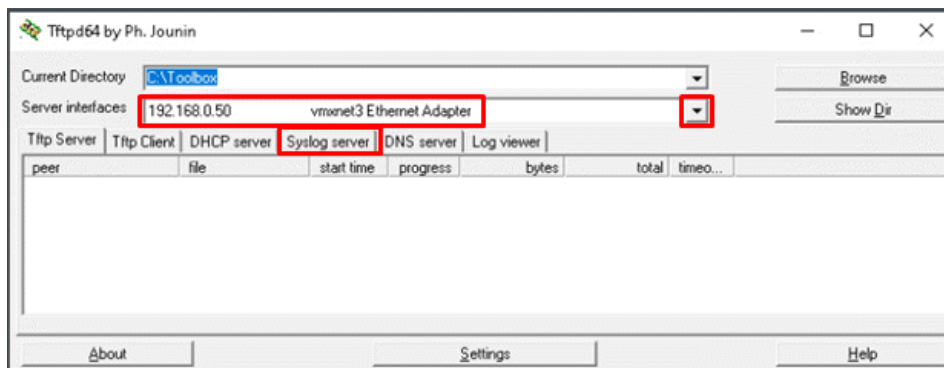 Tftpd64 by Ph. Jounin
Current Directory C:\Toolbox Browse
Server interfaces 192.168.0.50 vmxnet3 Ethernet Adapter Show Dir
Tftp Server Tftp Client DHCP server Syslog server DNS server Log viewer
peer file start time progress bytes total timeo...
About Settings Help